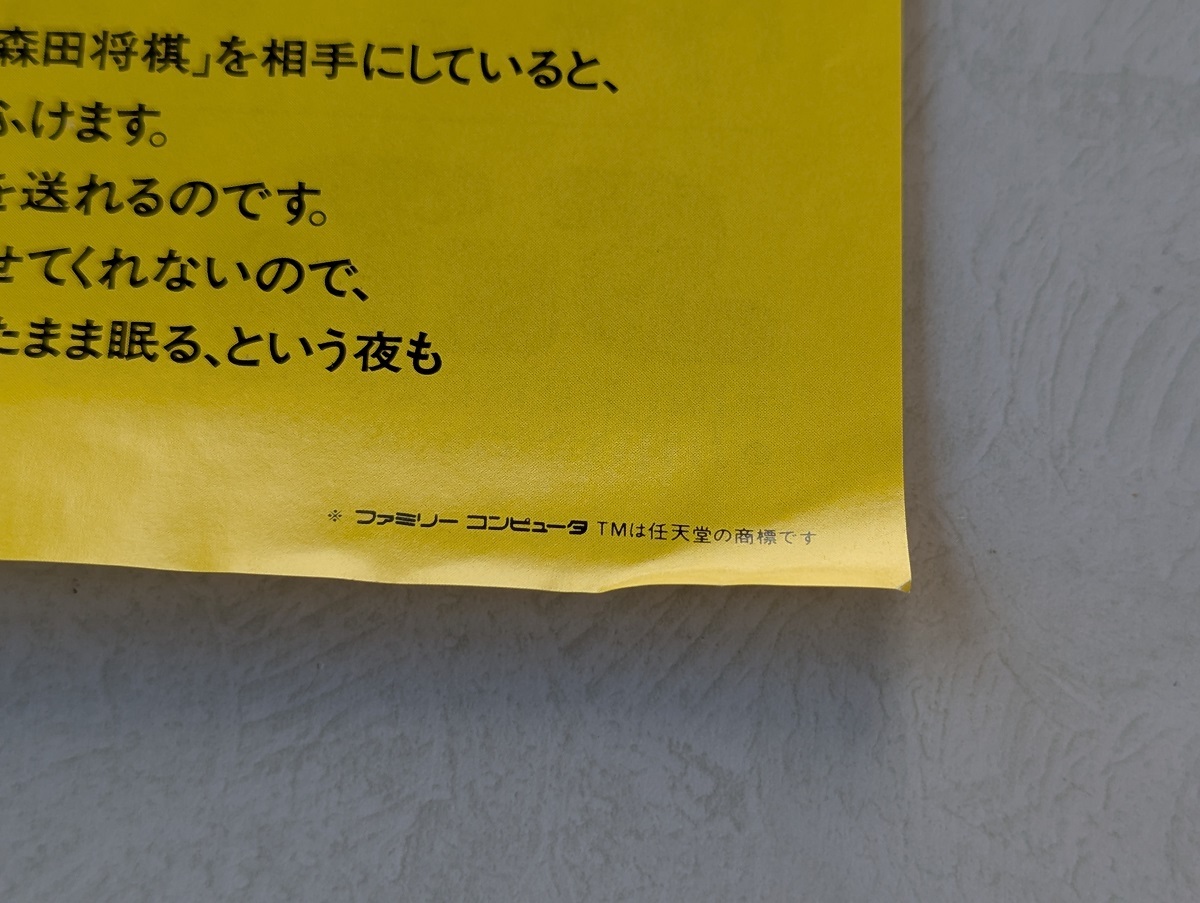 森田将棋」を相手にしていると、
ふけます。
を送れるのです。
せてくれないので、
たまま眠る、という夜も
※ ファミリー コンピュータ TMは任天堂の商標です